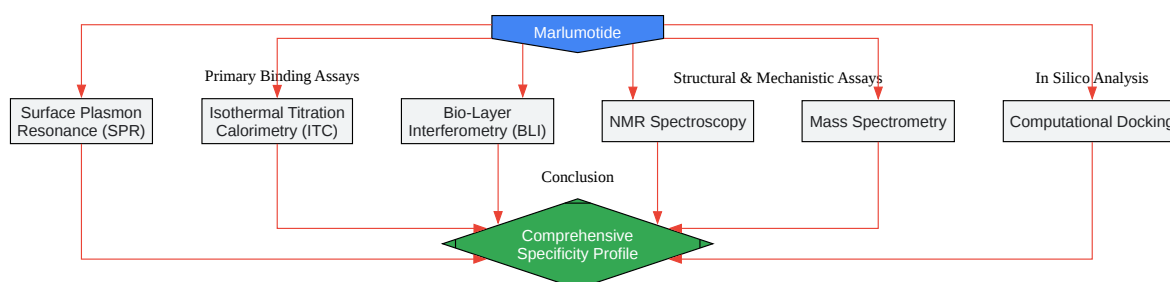 Marlumotide
Primary Binding Assays
Structural & Mechanistic Assays
In Silico Analysis
Surface Plasmon
Resonance (SPR)
Isothermal Titration
Calorimetry (ITC)
Bio-Layer
Interferometry (BLI)
NMR Spectroscopy
Mass Spectrometry
Computational Docking
Conclusion
Comprehensive
Specificity Profile